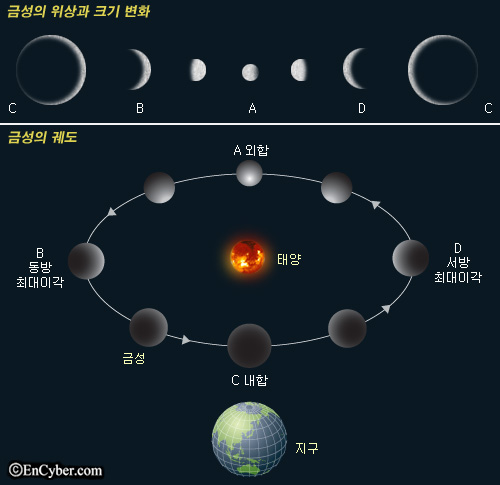 금성의 위상과 크기 변화
C
B
A
D
C
금성의 궤도
A 외합
B
동방
최대이각
태양
D
서방
최대이각
금성
C 내합
지구
©EnCyber.com